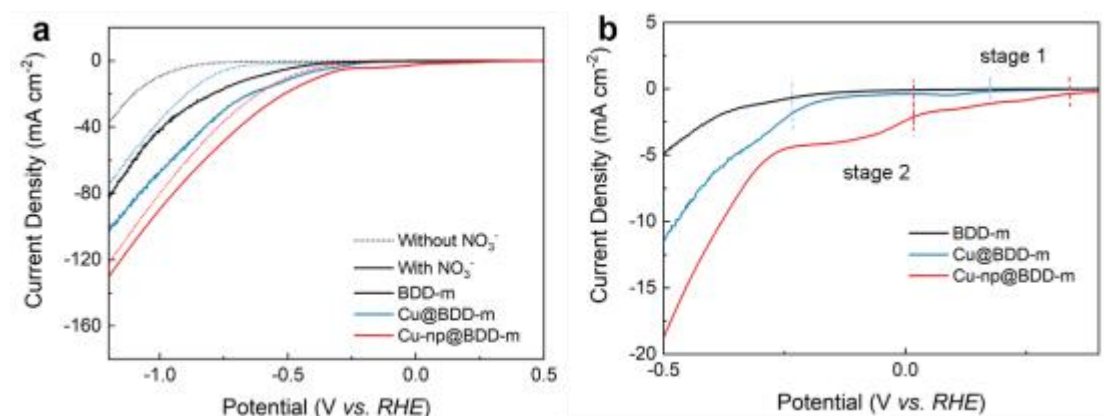 a
Current Density (mA cm⁻²)
0
-40
-80
-120
-160
-1.0
-0.5
0.0
0.5
Potential (V vs. RHE)
Without NO₃⁻
With NO₃⁻
BDD-m
Cu@BDD-m
Cu-np@BDD-m
b
Current Density (mA cm⁻²)
5
0
-5
-10
-15
-20
-0.5
0.0
Potential (V vs. RHE)
stage 1
stage 2
BDD-m
Cu@BDD-m
Cu-np@BDD-m